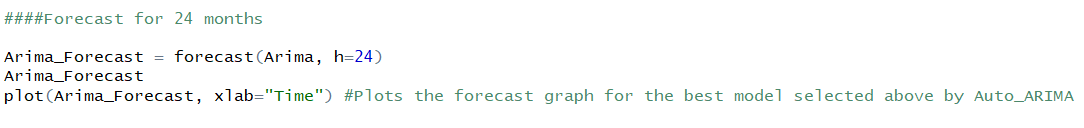 ####Forecast for 24 months
Arima_Forecast = forecast(Arima, h=24)
Arima_Forecast
plot(Arima_Forecast, xlab="Time") #Plots the forecast graph for the best model selected above by Auto_ARIMA